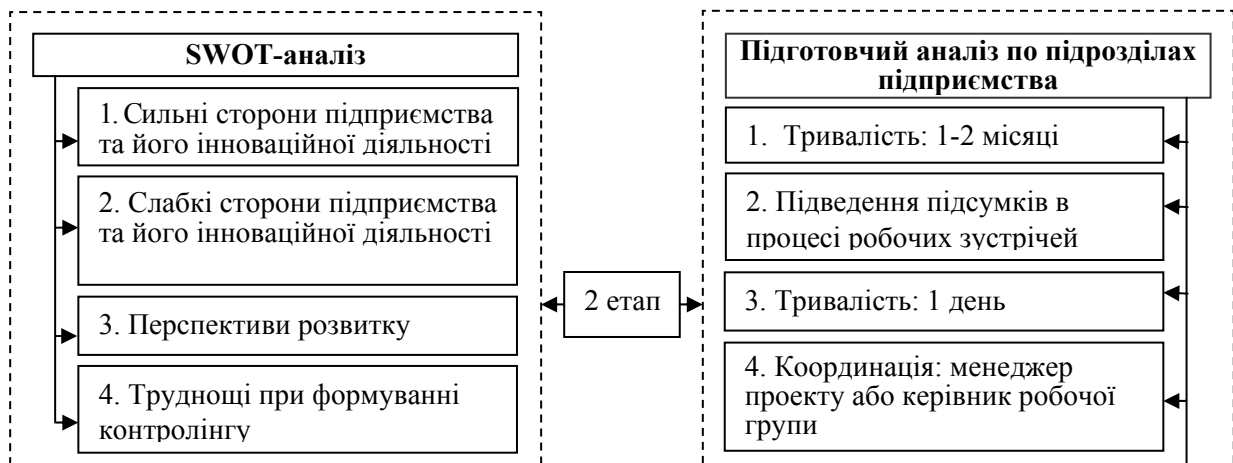 SWOT-аналіз
1. Сильні сторони підприємства
та його інноваційної діяльності
2. Слабкі сторони підприємства
та його інноваційної діяльності
3. Перспективи розвитку
4. Труднощі при формуванні
контролінгу
2 етап
Підготовчий аналіз по підрозділах
підприємства
1. Тривалість: 1-2 місяці
2. Підведення підсумків в
процесі робочих зустрічей
3. Тривалість: 1 день
4. Координація: менеджер
проекту або керівник робочої
групи